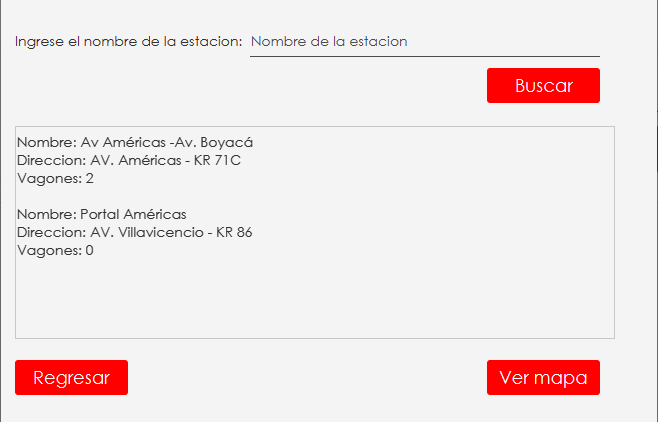 Ingrese el nombre de la estacion: Nombre de la estacion
Buscar
Nombre: Av Américas -Av. Boyacá
Direccion: AV. Américas - KR 71C
Vagones: 2
Nombre: Portal Américas
Direccion: AV. Villavicencio - KR 86
Vagones: 0
Regresar
Ver mapa